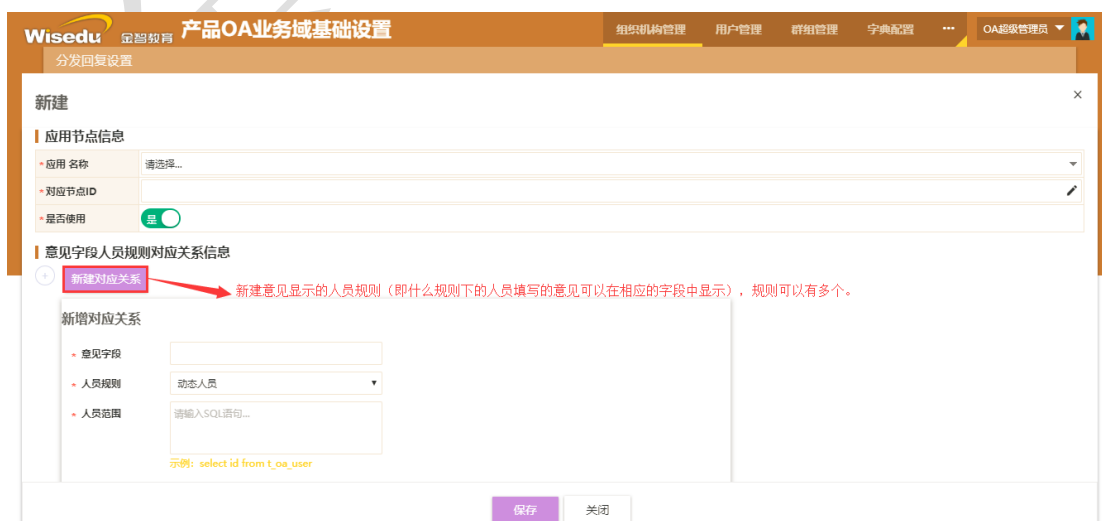 Wisedu 金智教育 产品OA业务域基础设置 组织机构管理 用户管理 群组管理 字典配置 ••• OA超级管理员
分发回复设置
新建 ×
应用节点信息
*应用 名称 请选择...
*对应节点ID
*是否使用 是
意见字段人员规则对应关系信息
+ 新建对应关系
新建意见显示的人员规则（即什么规则下的人员填写的意见可以在相应的字段中显示），规则可以有多个。
新增对应关系
* 意见字段
* 人员规则 动态人员
* 人员范围 请输入SQL语句...
示例：select id from t_oa_user
保存 关闭